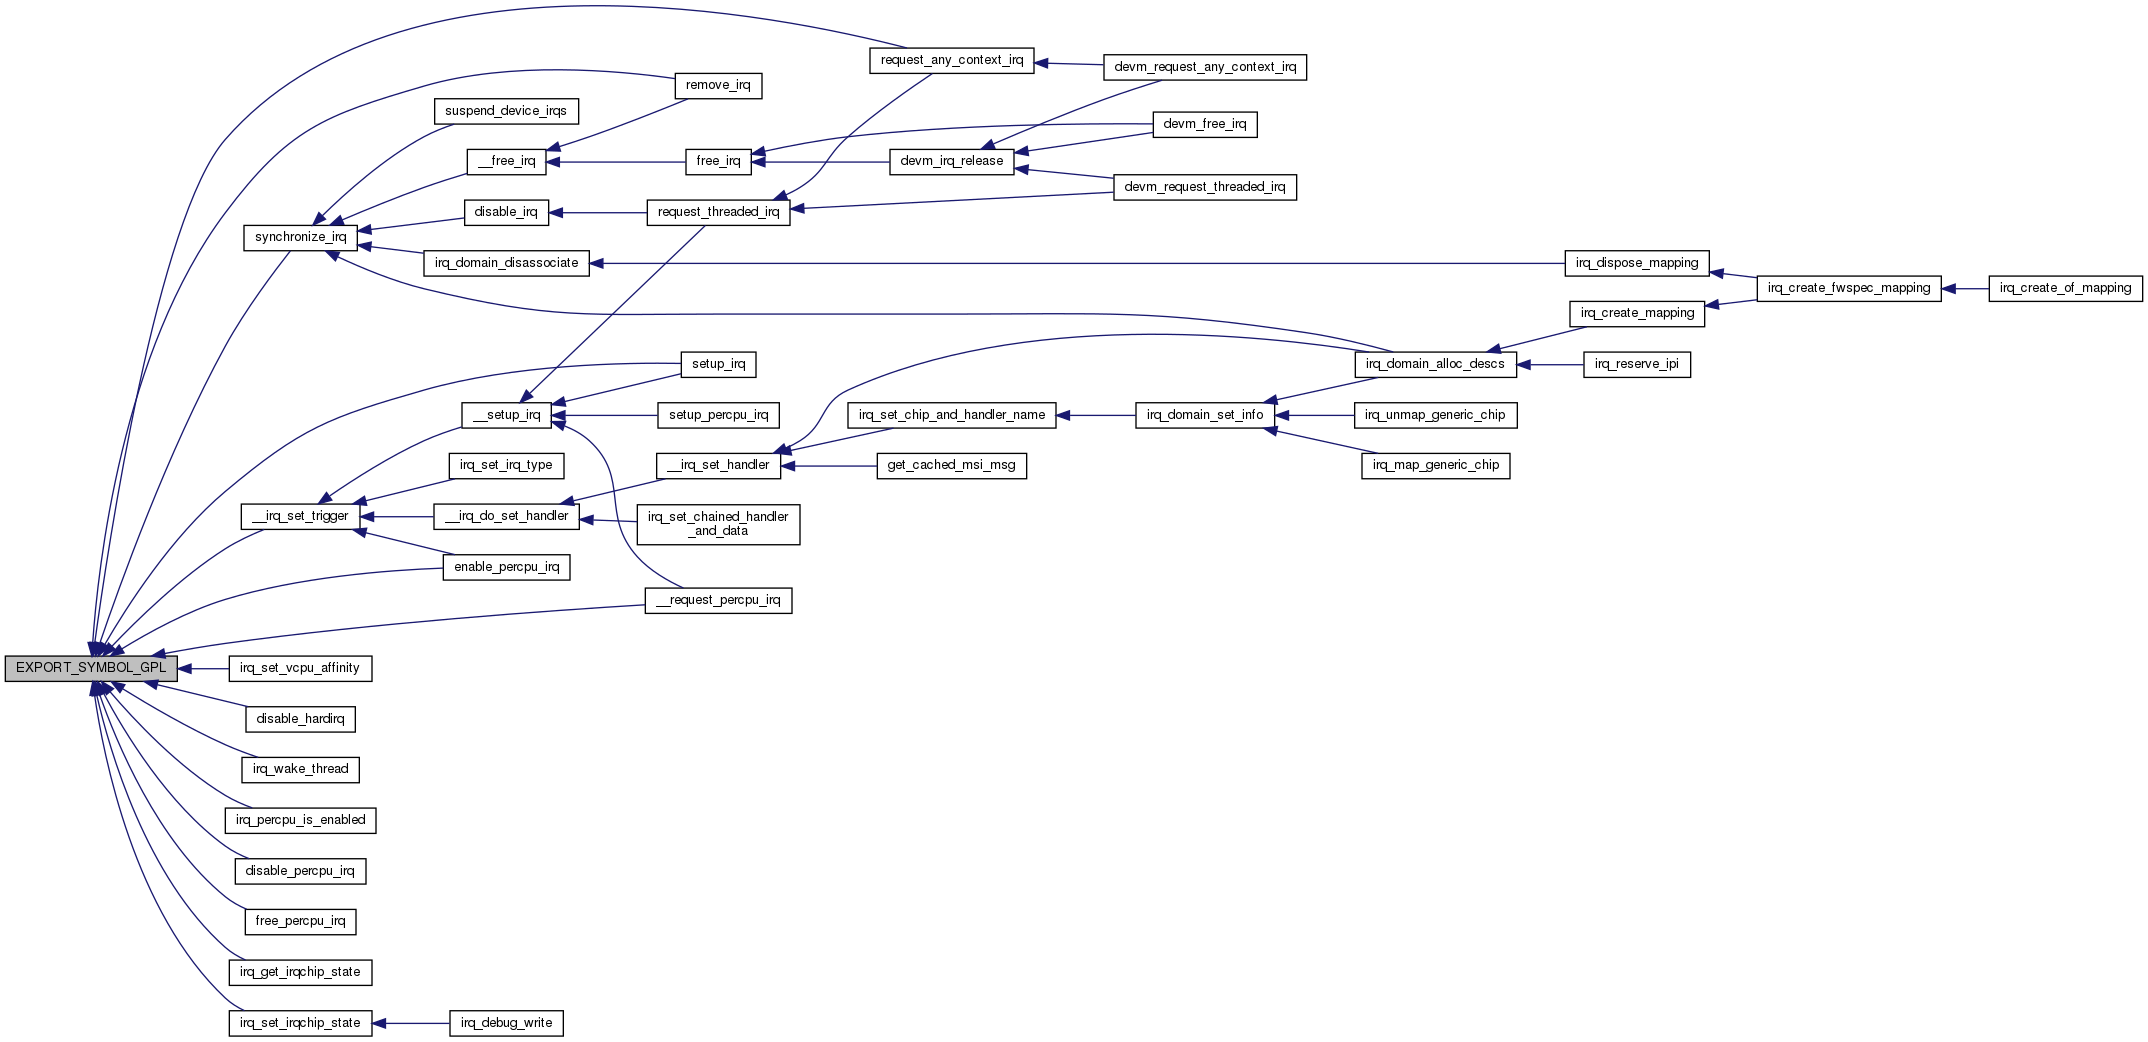 request_any_context_irq
devm_request_any_context_irq
remove_irq
suspend_device_irqs
devm_free_irq
__free_irq
free_irq
devm_irq_release
devm_request_threaded_irq
disable_irq
request_threaded_irq
synchronize_irq
irq_domain_disassociate
irq_dispose_mapping
irq_create_fwspec_mapping
irq_create_of_mapping
irq_create_mapping
setup_irq
irq_domain_alloc_descs
irq_reserve_ipi
__setup_irq
setup_percpu_irq
irq_set_chip_and_handler_name
irq_domain_set_info
irq_unmap_generic_chip
irq_set_irq_type
__irq_set_handler
get_cached_msi_msg
irq_map_generic_chip
__irq_set_trigger
__irq_do_set_handler
irq_set_chained_handler
_and_data
enable_percpu_irq
__request_percpu_irq
EXPORT_SYMBOL_GPL
irq_set_vcpu_affinity
disable_hardirq
irq_wake_thread
irq_percpu_is_enabled
disable_percpu_irq
free_percpu_irq
irq_get_irqchip_state
irq_set_irqchip_state
irq_debug_write